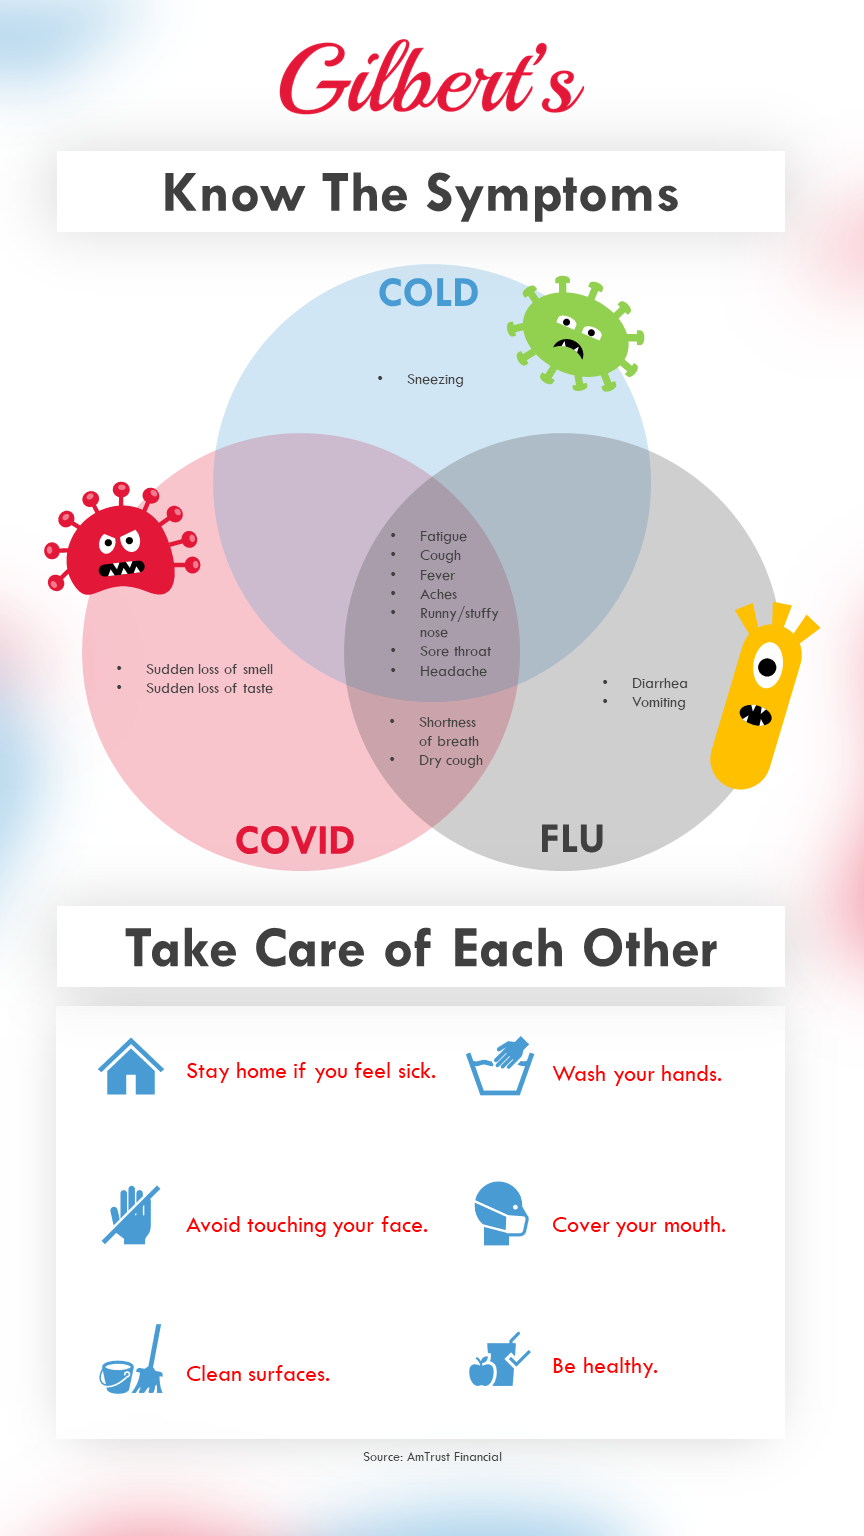 Gilbert's
Know The Symptoms
COLD
• Sneezing
• Fatigue
• Cough
• Fever
• Aches
• Runny/stuffy
nose
• Sore throat
• Headache
• Sudden loss of smell
• Sudden loss of taste
• Shortness
of breath
• Dry cough
• Diarrhea
• Vomiting
COVID
FLU
Take Care of Each Other
Stay home if you feel sick.
Wash your hands.
Avoid touching your face.
Cover your mouth.
Clean surfaces.
Be healthy.
Source: AmTrust Financial